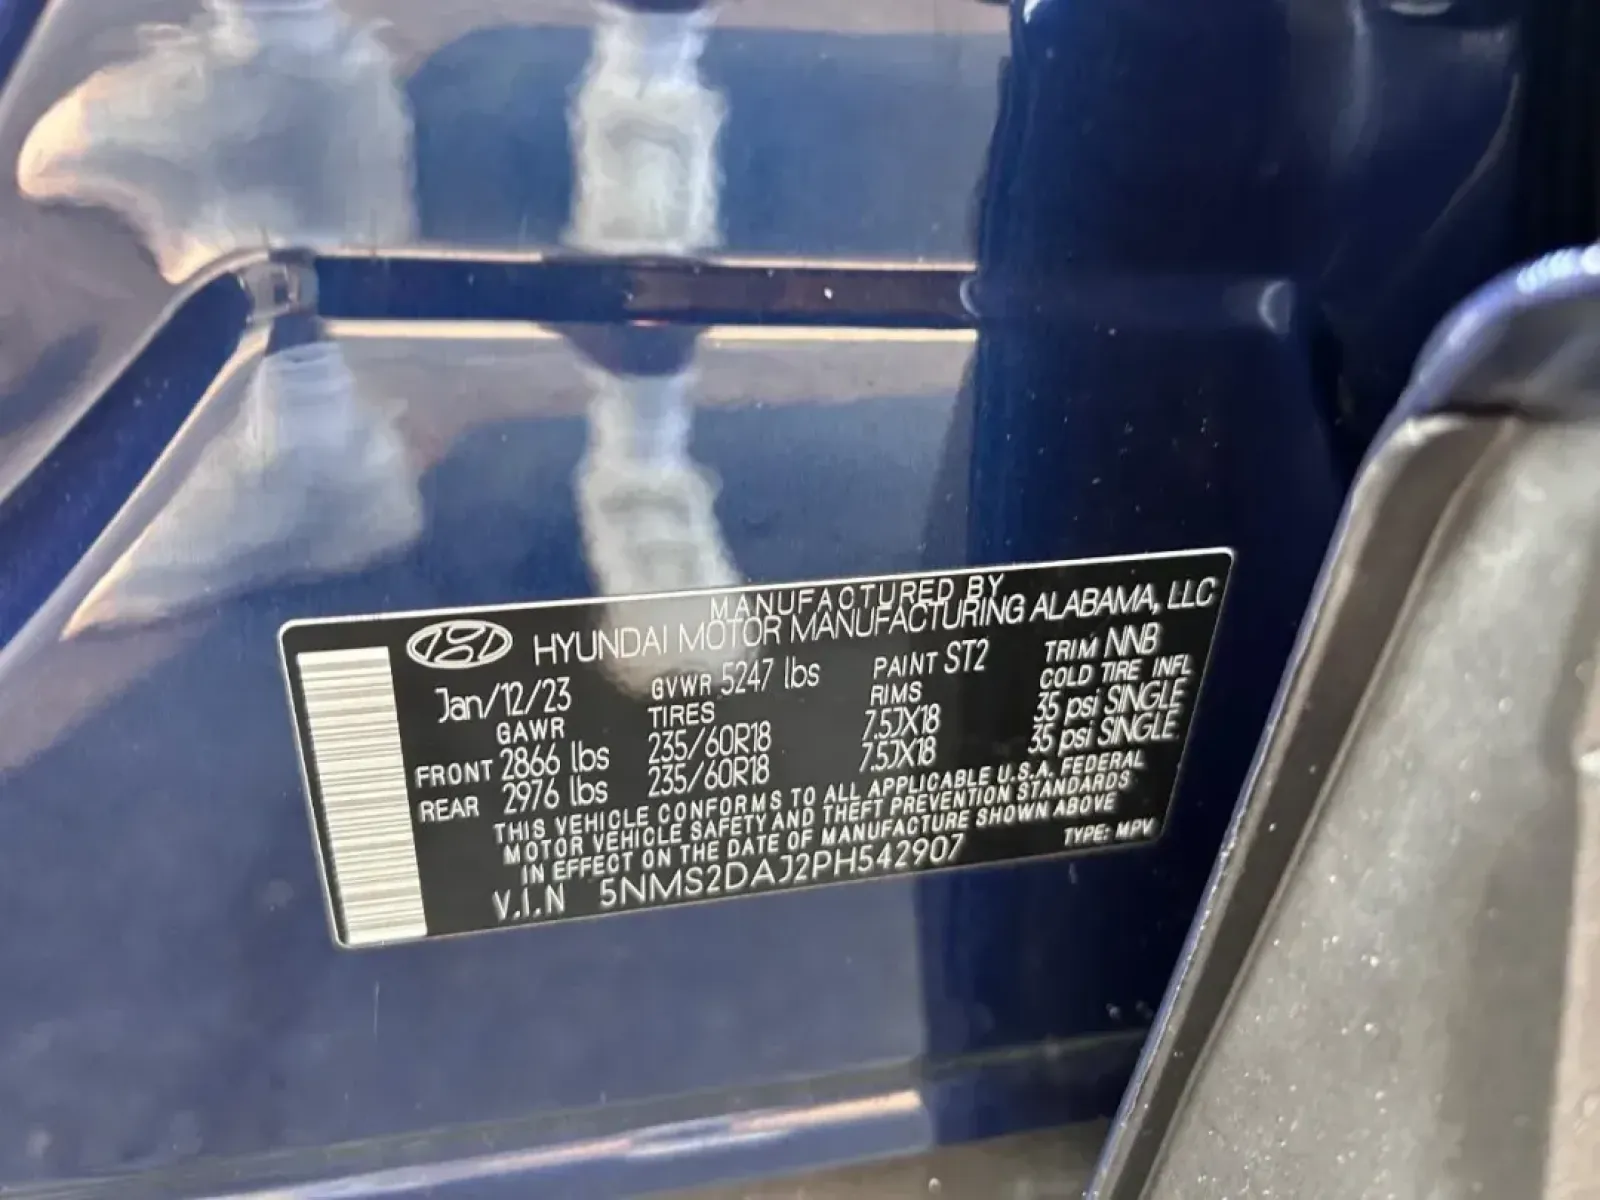 MANUFACTURED BY
HYUNDAI MOTOR MANUFACTURING ALABAMA, LLC
Jan/12/23 GVWR 5247 lbs PAINT ST2 TRIM NNB
GAWR TIRES RIMS COLD TIRE INFL
FRONT 2866 lbs 235/60R18 7.5JX18 35 psi SINGLE
REAR 2976 lbs 235/60R18 7.5JX18 35 psi SINGLE
THIS VEHICLE CONFORMS TO ALL APPLICABLE U.S.A. FEDERAL
MOTOR VEHICLE SAFETY AND THEFT PREVENTION STANDARDS
IN EFFECT ON THE DATE OF MANUFACTURE SHOWN ABOVE
V.I.N 5NMS2DAJ2PH542907 TYPE: MPV